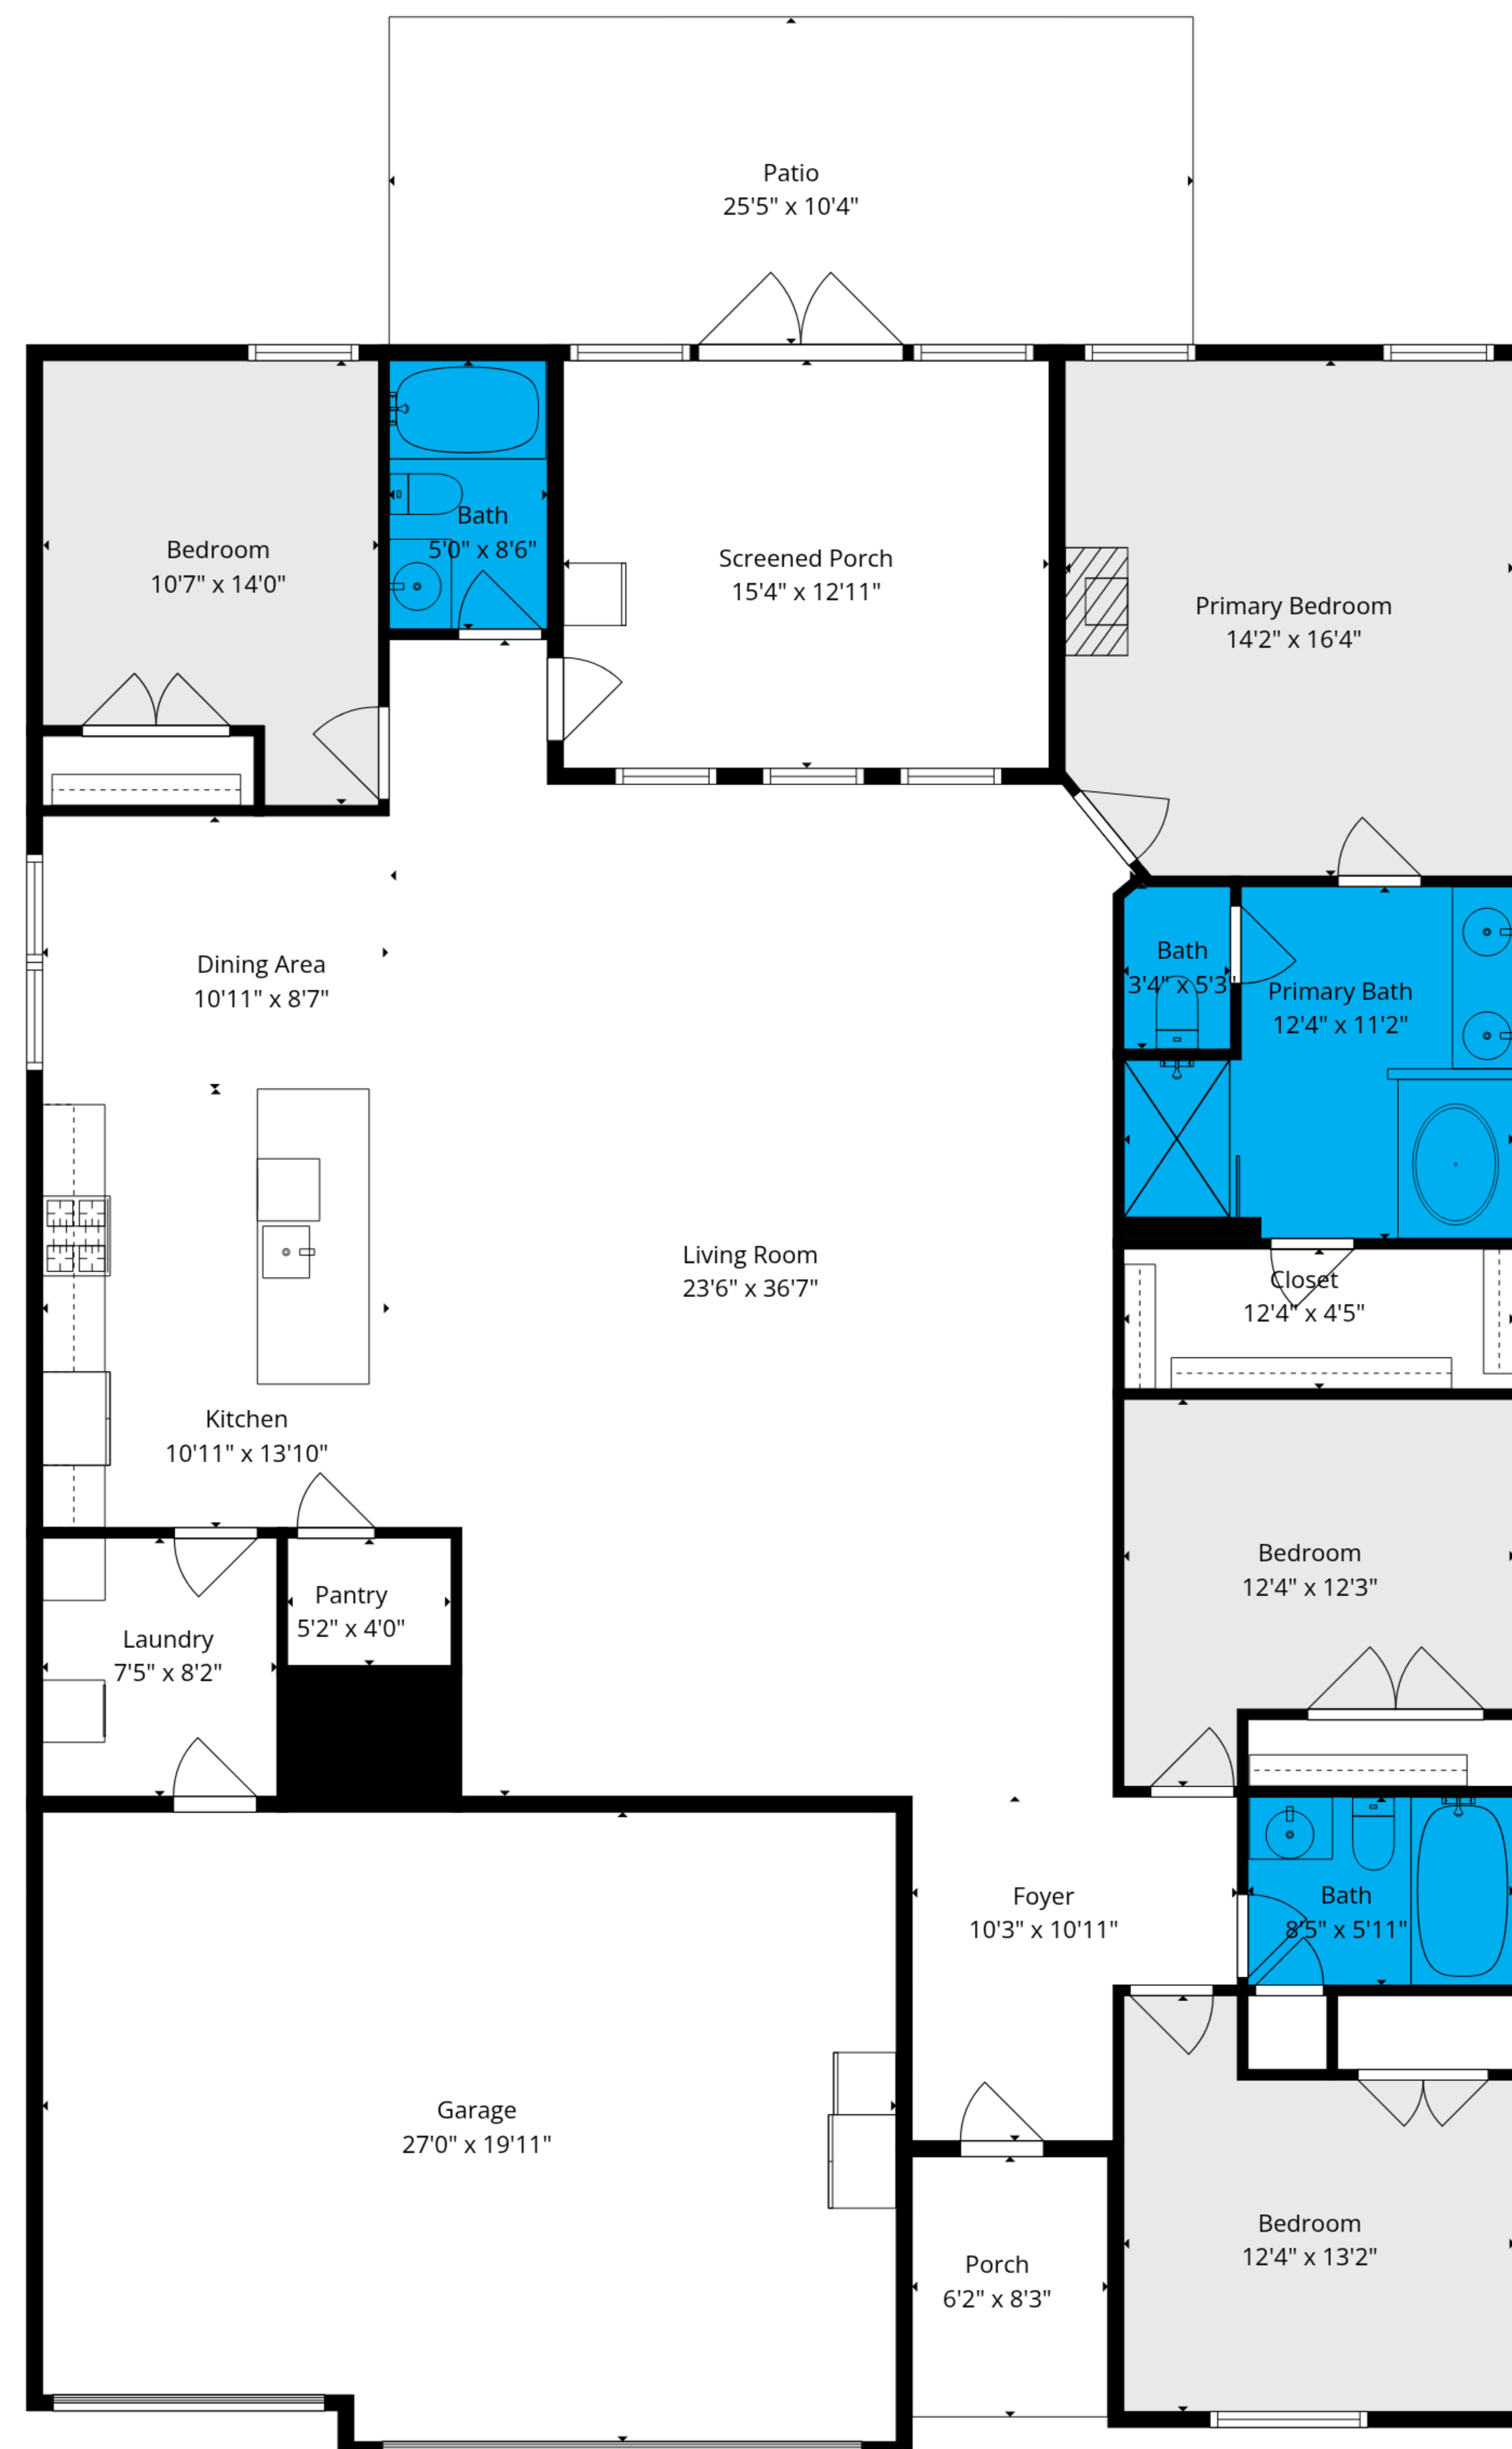 Patio
25'5" x 10'4"
Bath
5'0" x 8'6"
Bedroom
10'7" x 14'0"
Screened Porch
15'4" x 12'11"
Primary Bedroom
14'2" x 16'4"
Dining Area
10'11" x 8'7"
Bath
3'4" x 5'3"
Primary Bath
12'4" x 11'2"
Living Room
23'6" x 36'7"
Closet
12'4" x 4'5"
Kitchen
10'11" x 13'10"
Bedroom
12'4" x 12'3"
Pantry
5'2" x 4'0"
Laundry
7'5" x 8'2"
Foyer
10'3" x 10'11"
Bath
8'5" x 5'11"
Garage
27'0" x 19'11"
Bedroom
12'4" x 13'2"
Porch
6'2" x 8'3"